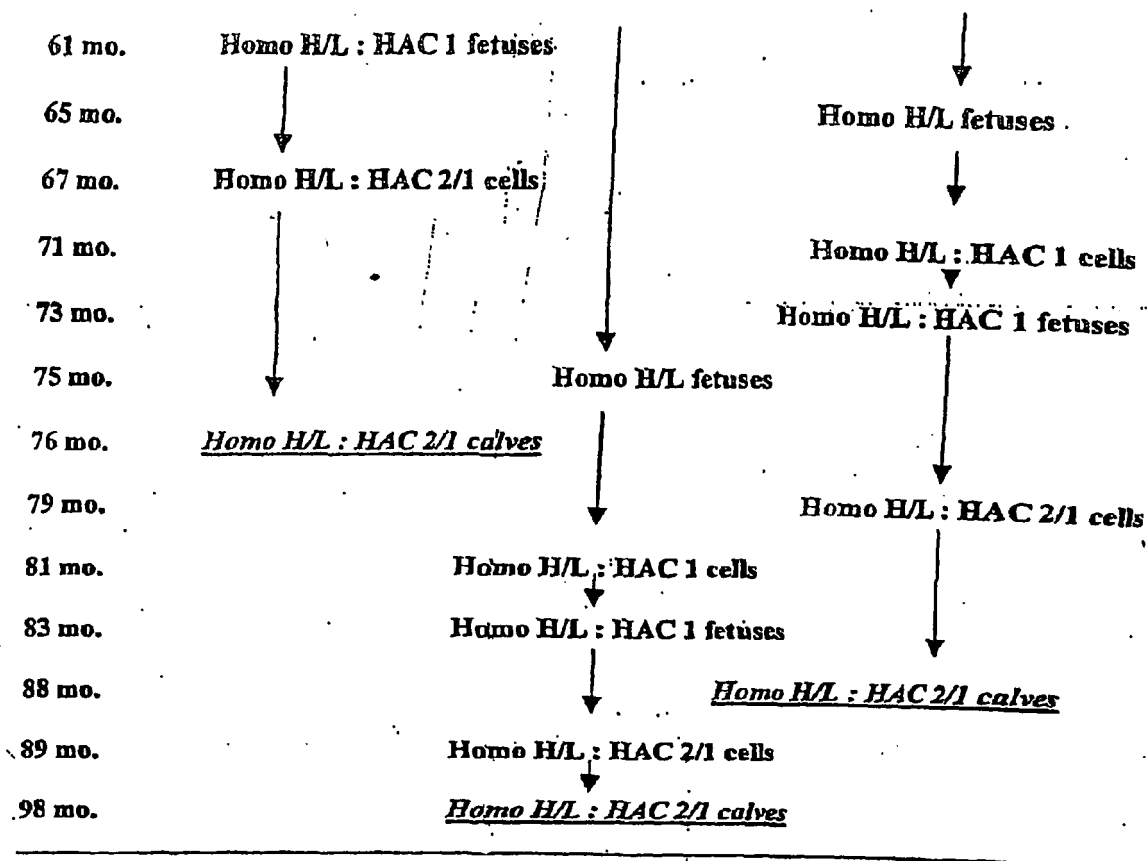 61 mo. Homo H/L : HAC 1 fetuses
65 mo. Homo H/L fetuses
67 mo. Homo H/L : HAC 2/1 cells
71 mo. Homo H/L : HAC 1 cells
73 mo. Homo H/L : HAC 1 fetuses
75 mo. Homo H/L fetuses
76 mo. Homo H/L : HAC 2/1 calves
79 mo. Homo H/L : HAC 2/1 cells
81 mo. Homo H/L : HAC 1 cells
83 mo. Homo H/L : HAC 1 fetuses
88 mo. Homo H/L : HAC 2/1 calves
89 mo. Homo H/L : HAC 2/1 cells
98 mo. Homo H/L : HAC 2/1 calves